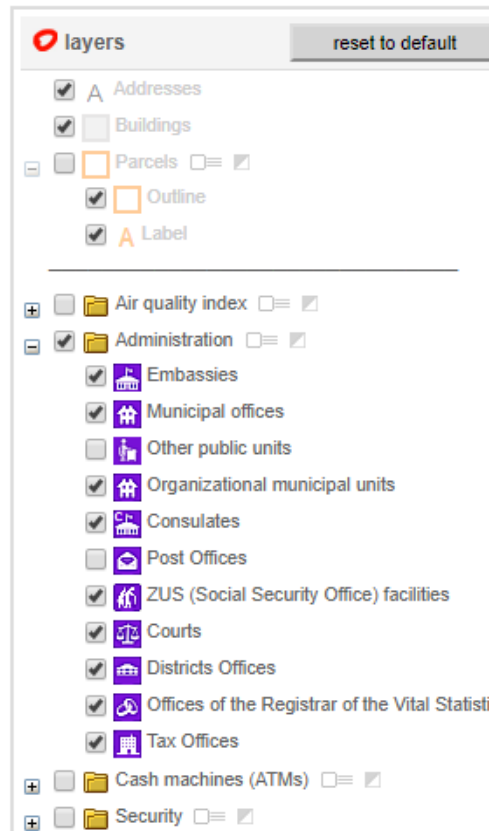 layers
reset to default
A Addresses
Buildings
Parcels
Outline
A Label
Air quality index
Administration
Embassies
Municipal offices
Other public units
Organizational municipal units
Consulates
Post Offices
ZUS (Social Security Office) facilities
Courts
Districts Offices
Offices of the Registrar of the Vital Statisti
Tax Offices
Cash machines (ATMs)
Security